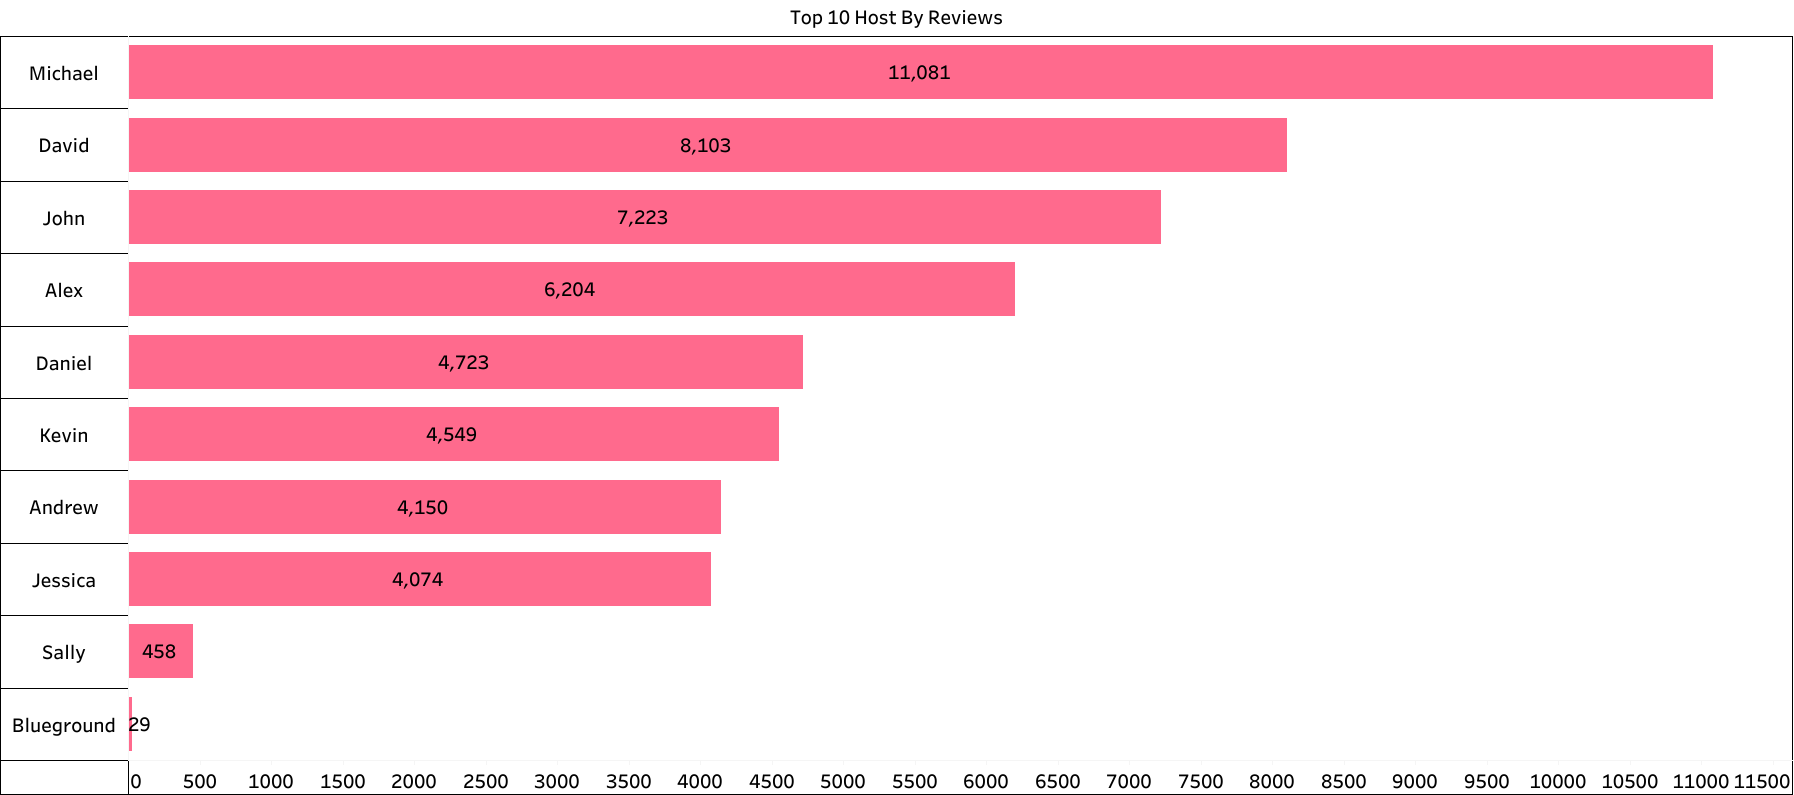 Top 10 Host By Reviews
Michael 11,081
David 8,103
John 7,223
Alex 6,204
Daniel 4,723
Kevin 4,549
Andrew 4,150
Jessica 4,074
Sally 458
Blueground 29
0 500 1000 1500 2000 2500 3000 3500 4000 4500 5000 5500 6000 6500 7000 7500 8000 8500 9000 9500 10000 10500 11000 11500